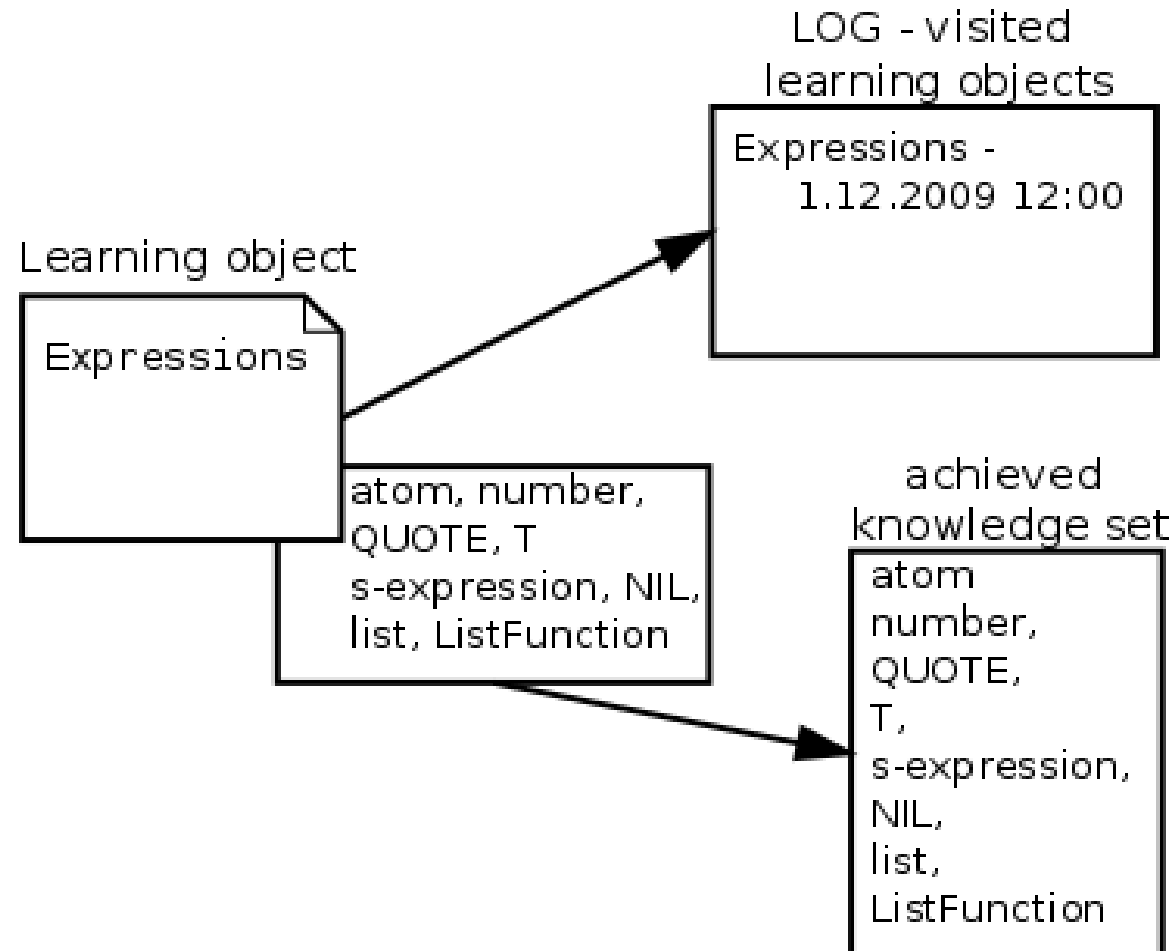 LOG - visited
learning objects
Expressions -
1.12.2009 12:00
Learning object
Expressions
atom, number,
QUOTE, T
s-expression, NIL,
list, ListFunction
achieved
knowledge set
atom
number,
QUOTE,
T,
s-expression,
NIL,
list,
ListFunction